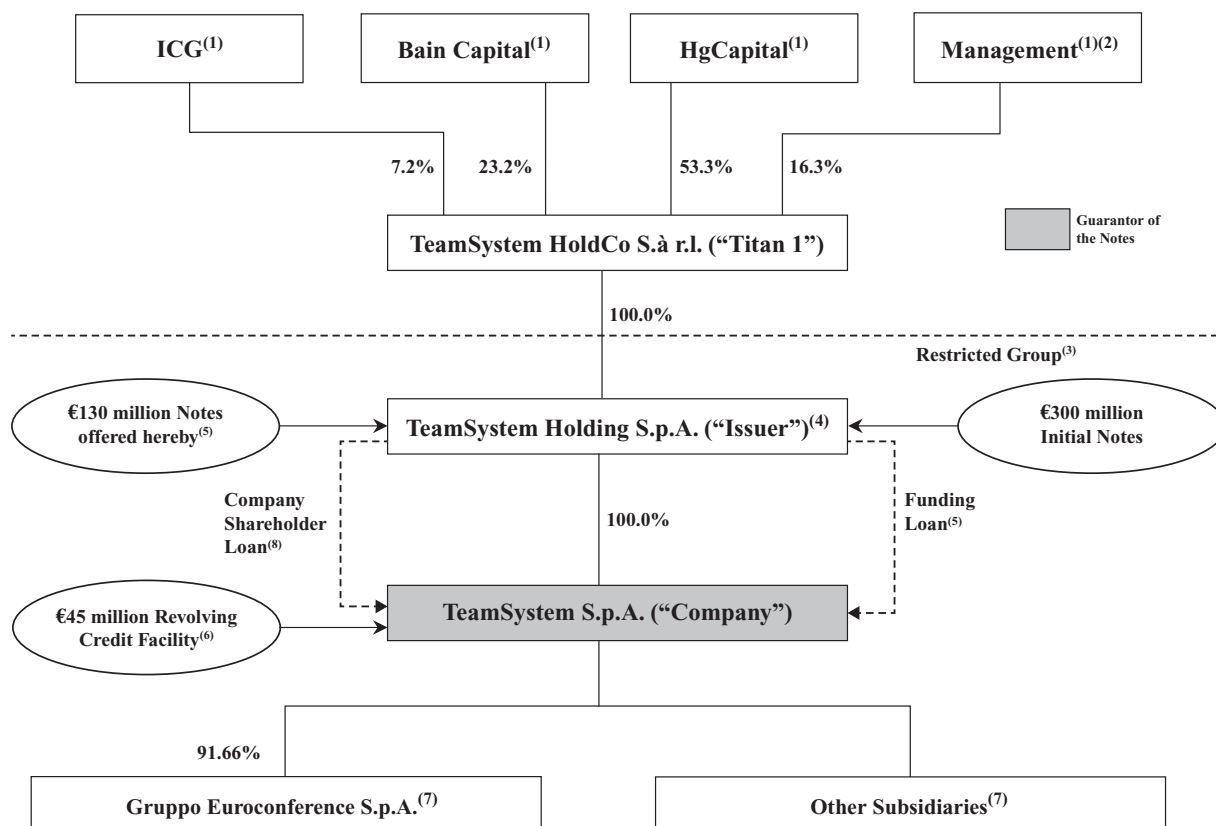 ICG(1)
Bain Capital(1)
HgCapital(1)
Management(1)(2)
7.2%
23.2%
53.3%
16.3%
Guarantor of
the Notes
TeamSystem HoldCo S.à r.l. (“Titan 1”)
100.0%
Restricted Group(3)
€130 million Notes
offered hereby(5)
TeamSystem Holding S.p.A. (“Issuer”)(4)
€300 million
Initial Notes
Company
Shareholder
Loan(8)
100.0%
Funding
Loan(5)
€45 million Revolving
Credit Facility(6)
TeamSystem S.p.A. (“Company”)
91.66%
Gruppo Euroconference S.p.A.(7)
Other Subsidiaries(7)